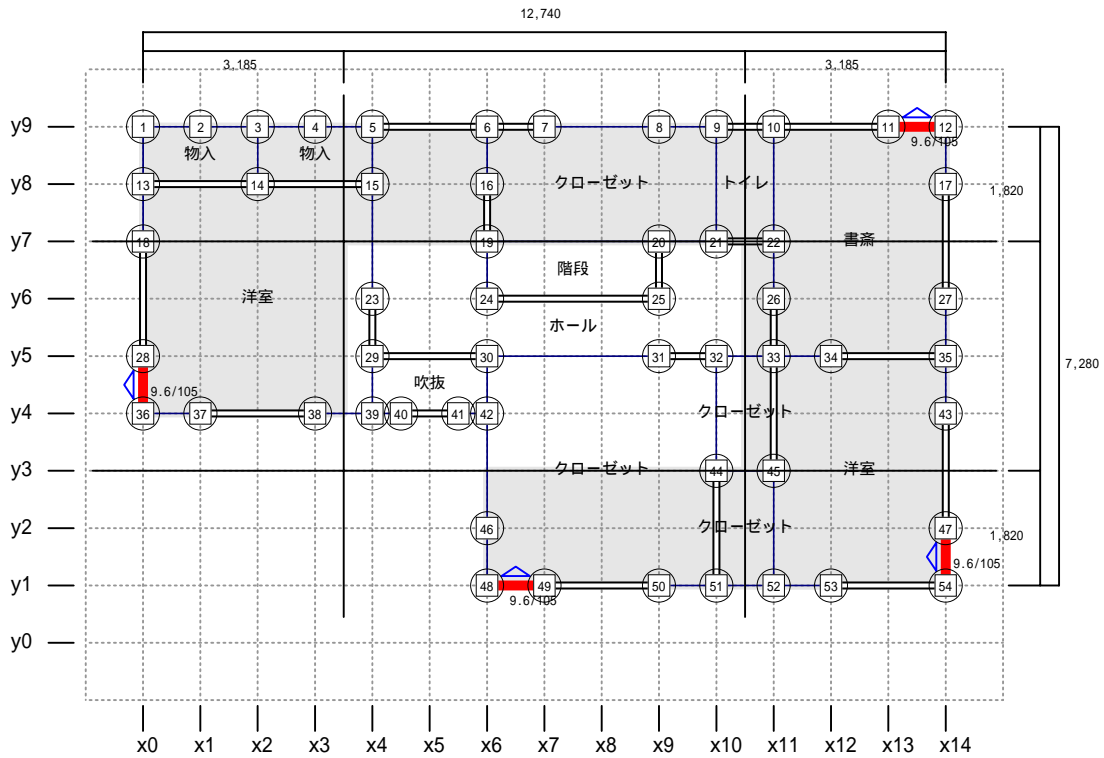 12,740
3,185 3,185
y9 1 2 3 4 5 6 7 8 9 10 11 12
物入 物入 9.6/105
y8 13 14 15 16 クローゼット トイレ 17 1,820
y7 18 19 20 21 22 書斎
階段
y6 洋室 23 24 25 26 27
ホール
y5 28 29 30 31 32 33 34 35
7,280
吹抜
9.6/105
y4 36 37 38 39 40 41 42 クローゼット 43
y3 クローゼット 44 45 洋室
y2 46 クローゼット 47 1,820
9.6/105
y1 48 49 50 51 52 53 54
9.6/105
y0
x0 x1 x2 x3 x4 x5 x6 x7 x8 x9 x10 x11 x12 x13 x14